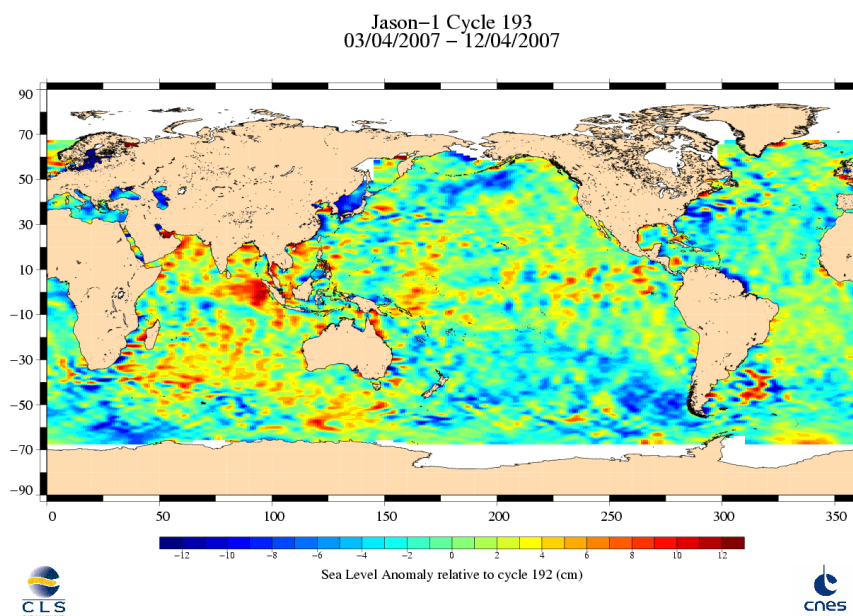 Jason−1 Cycle 193
03/04/2007 − 12/04/2007
90
70
50
30
10
−10
−30
−50
−70
−90
0 50 100 150 200 250 300 350
−12 −10 −8 −6 −4 −2 0 2 4 6 8 10 12
Sea Level Anomaly relative to cycle 192 (cm)
CLS
cnes